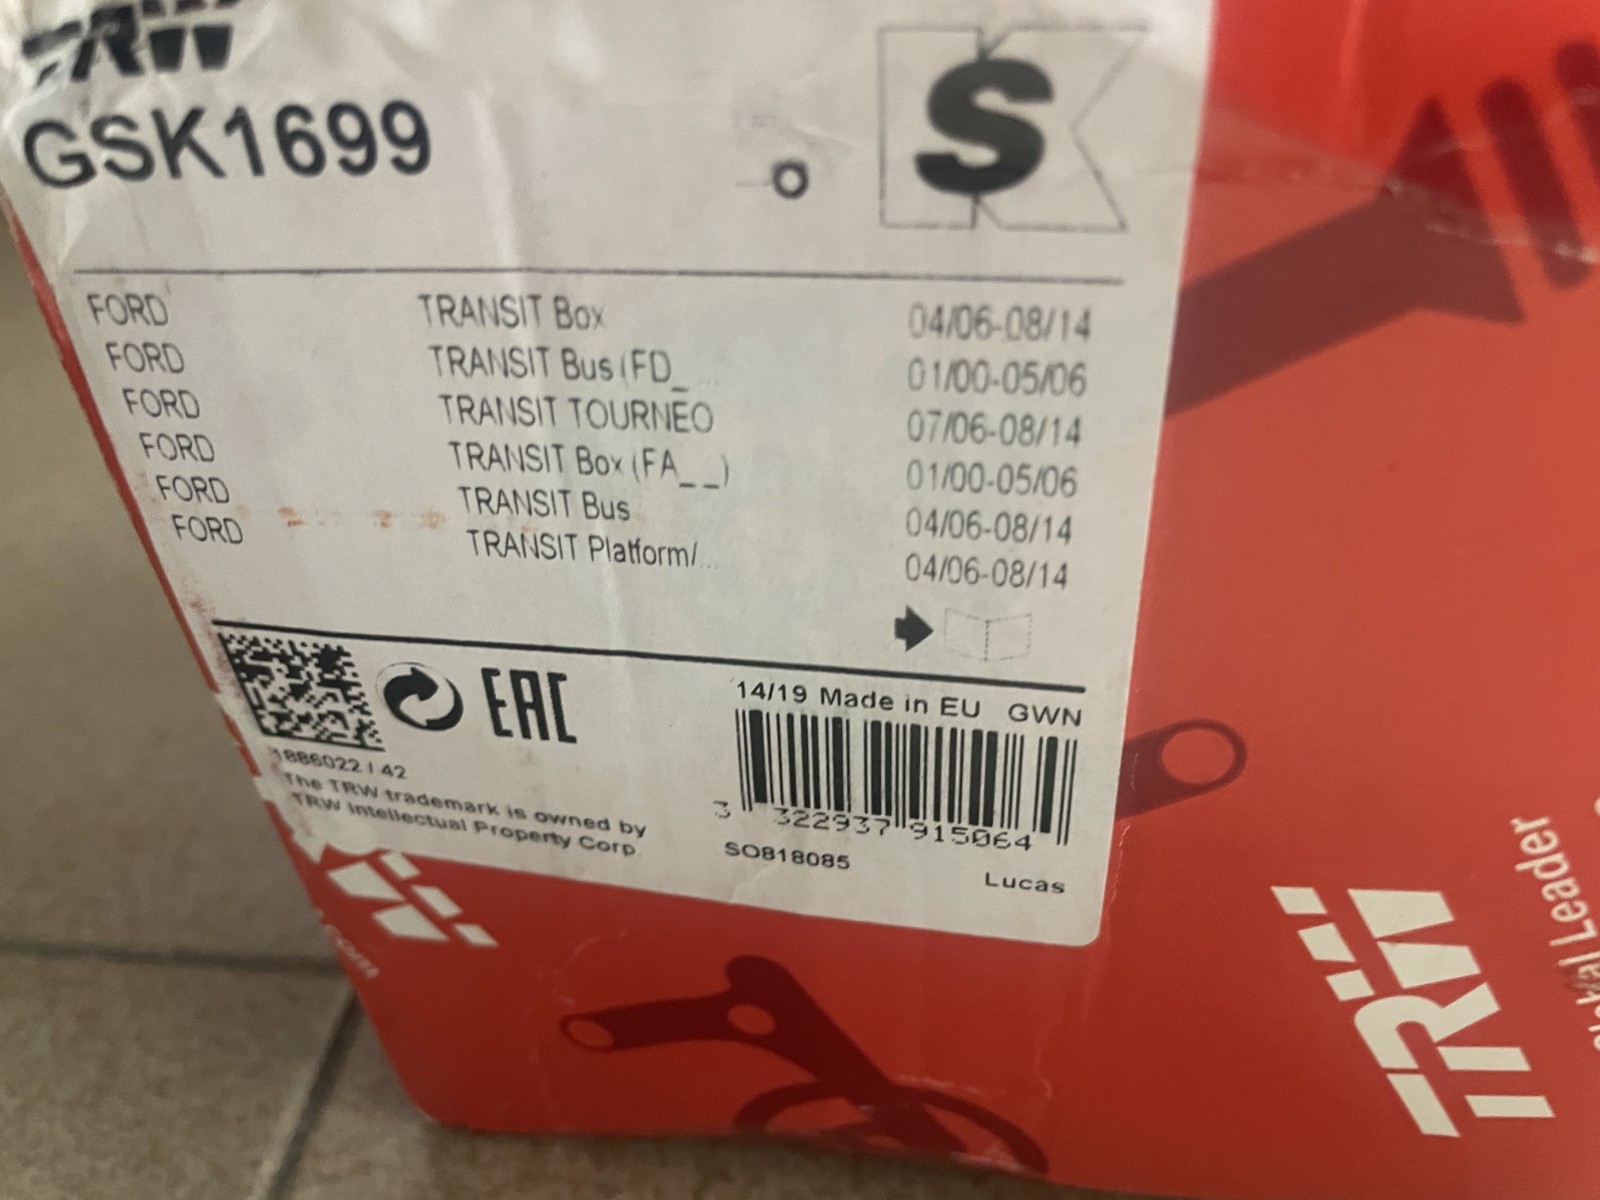 TRW
GSK1699
S
FORD TRANSIT Box 04/06-08/14
FORD TRANSIT Bus (FD_ ... 01/00-05/06
FORD TRANSIT TOURNEO 07/06-08/14
FORD TRANSIT Box (FA_ _) 01/00-05/06
FORD TRANSIT Bus 04/06-08/14
FORD TRANSIT Platform/... 04/06-08/14
EAC
14/19 Made in EU GWN
1886022 / 42
The TRW trademark is owned by
TRW Intellectual Property Corp.
3 322937 915064
SO818085
Lucas
TRW
Leader